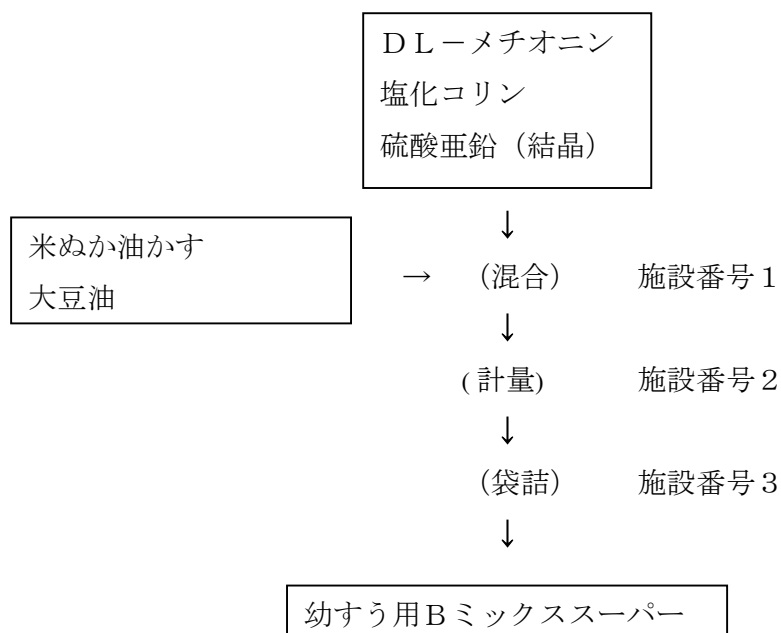 ＤＬ－メチオニン
塩化コリン
硫酸亜鉛（結晶）
↓
米ぬか油かす
大豆油
→ （混合） 施設番号１
↓
(計量) 施設番号２
↓
（袋詰） 施設番号３
↓
幼すう用Ｂミックススーパー